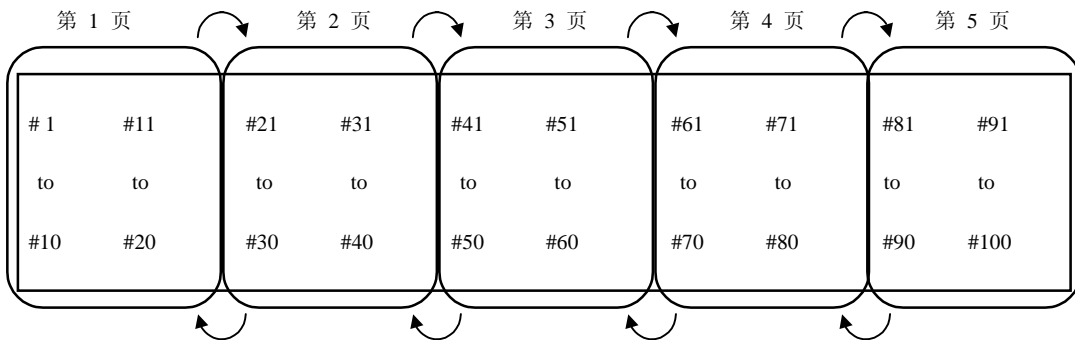 第 1 页 第 2 页 第 3 页 第 4 页 第 5 页
# 1 #11 #21 #31 #41 #51 #61 #71 #81 #91
to to to to to to to to to to
#10 #20 #30 #40 #50 #60 #70 #80 #90 #100